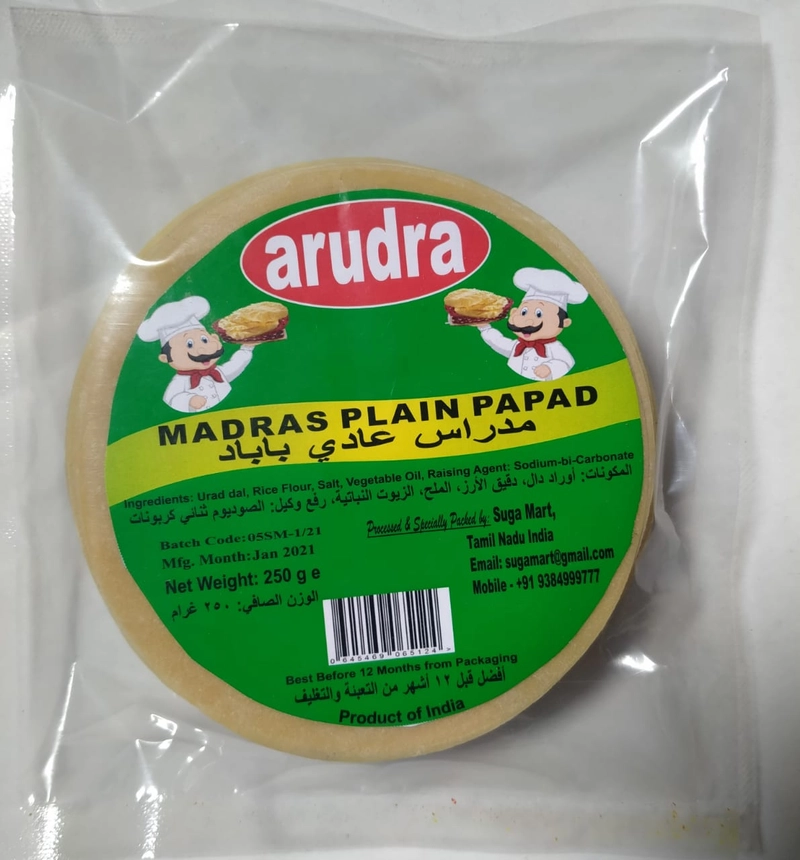 arudra
MADRAS PLAIN PAPAD
مدراس عادي باباد
Ingredients: Urad dal, Rice Flour, Salt, Vegetable Oil, Raising Agent: Sodium-bi-Carbonate
المكونات: أوراد دال، دقيق الأرز، الملح، الزيوت النباتية، رفع وكيل: الصوديوم ثنائي كربونات
Batch Code:05SM-1/21
Mfg. Month:Jan 2021
Net Weight: 250 g e
الوزن الصافي: ٢٥٠ غرام
Processed & Specially Packed by: Suga Mart,
Tamil Nadu India
Email: sugamart@gmail.com
Mobile - +91 9384999777
0 645469 065124 >
Best Before 12 Months from Packaging
أفضل قبل ١٢ أشهر من التعبئة والتغليف
Product of India